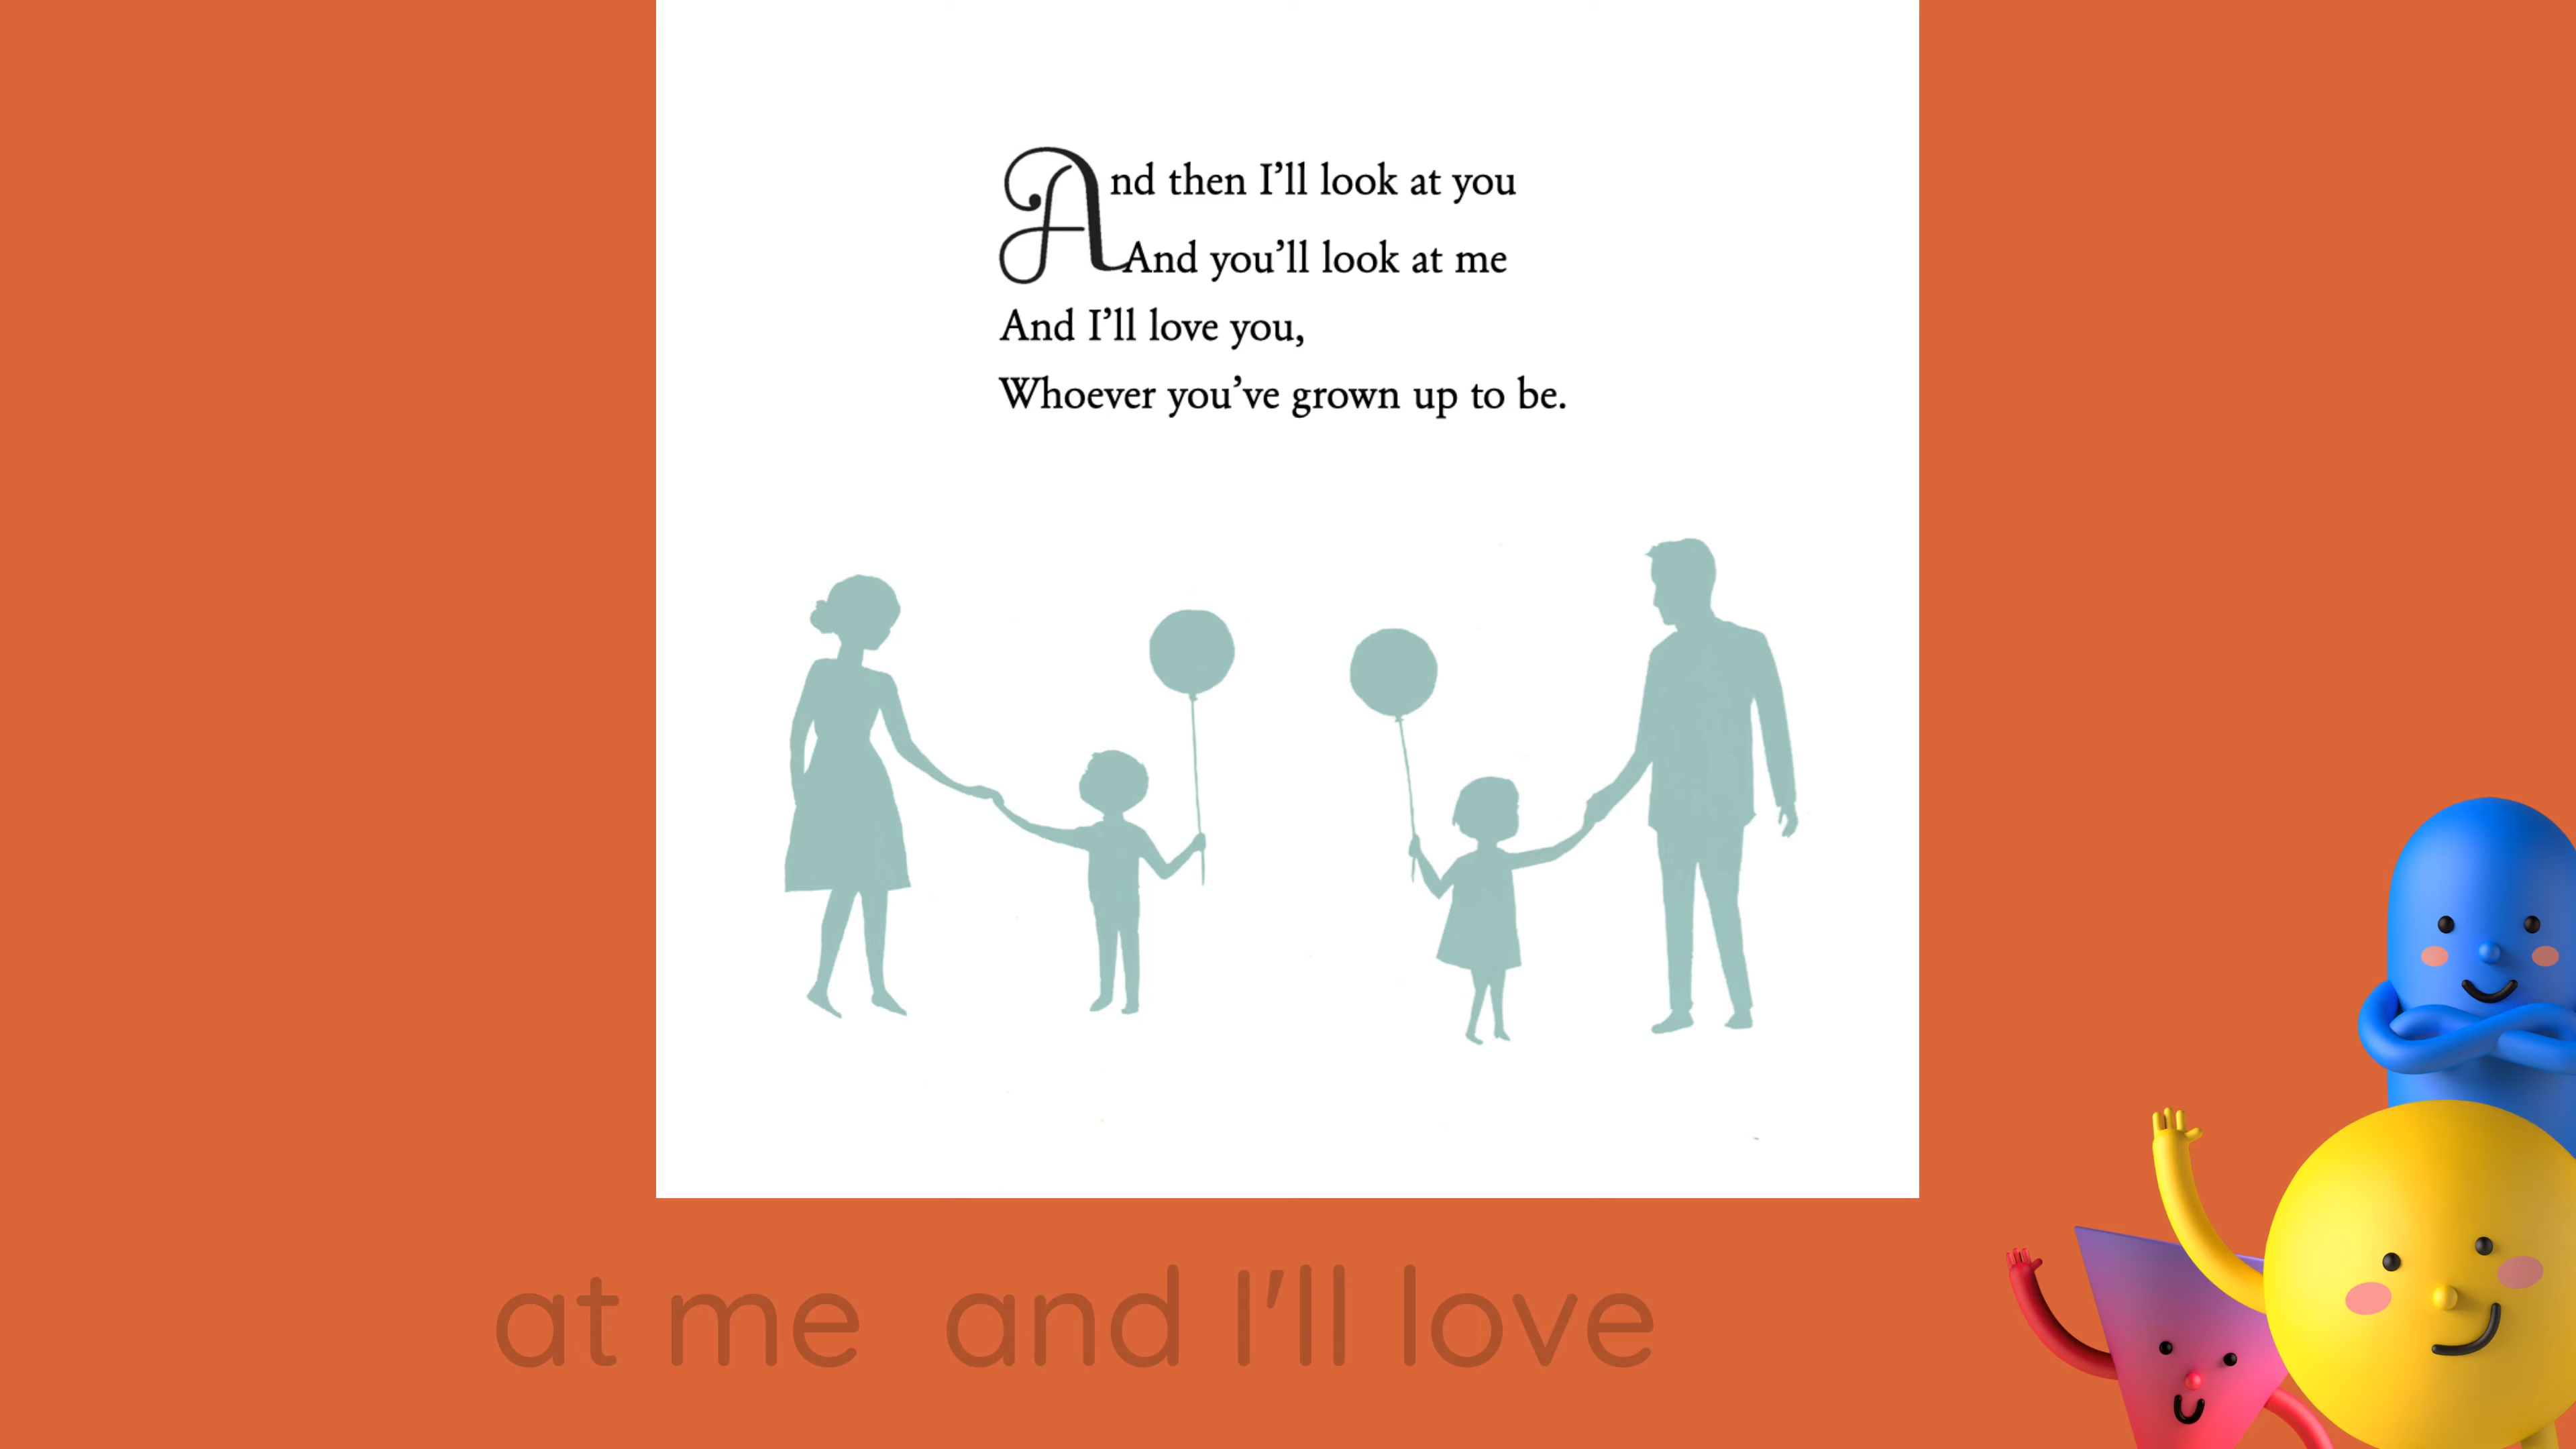 And then I’ll look at you
And you’ll look at me
And I’ll love you,
Whoever you’ve grown up to be.
at me and I'll love